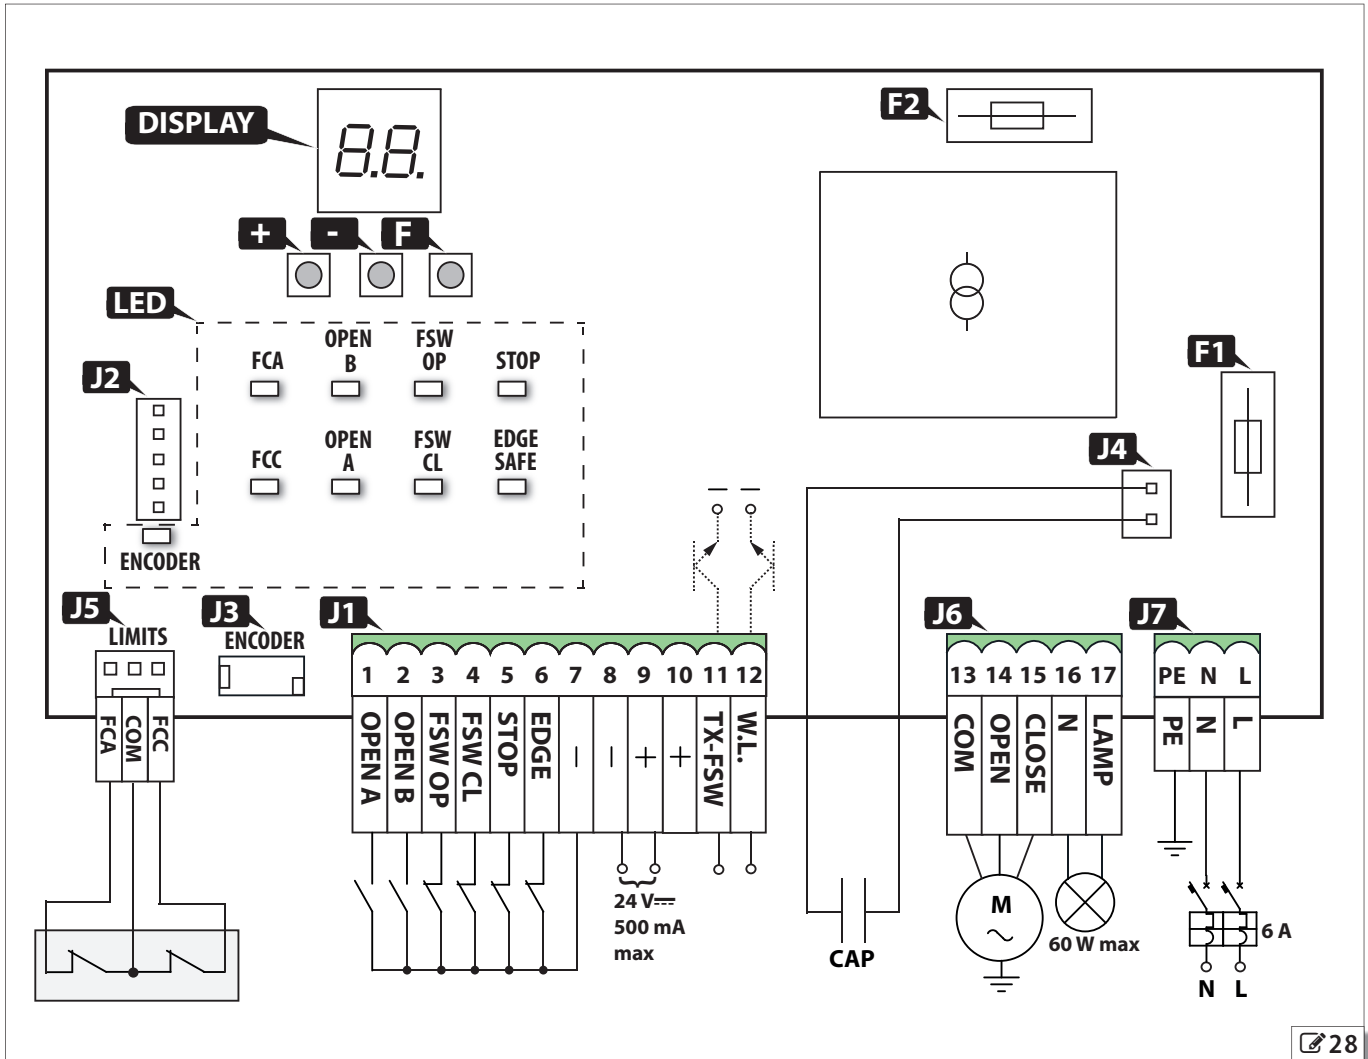 DISPLAY
8.8.
F2
+ - F
LED
FCA
OPEN
B
FSW
OP
STOP
FCC
OPEN
A
FSW
CL
EDGE
SAFE
J2
ENCODER
F1
J4
J5
LIMITS
J3
ENCODER
J1
J6
J7
1 2 3 4 5 6 7 8 9 10 11 12
13 14 15 16 17
PE N L
FCA
COM
FCC
OPEN A
OPEN B
FSW OP
FSW CL
STOP
EDGE
–
–
+
+
TX-FSW
W.L.
COM
OPEN
CLOSE
N
LAMP
PE
N
L
24 V⎓
500 mA
max
CAP
M
~
60 W max
6 A
N L
28